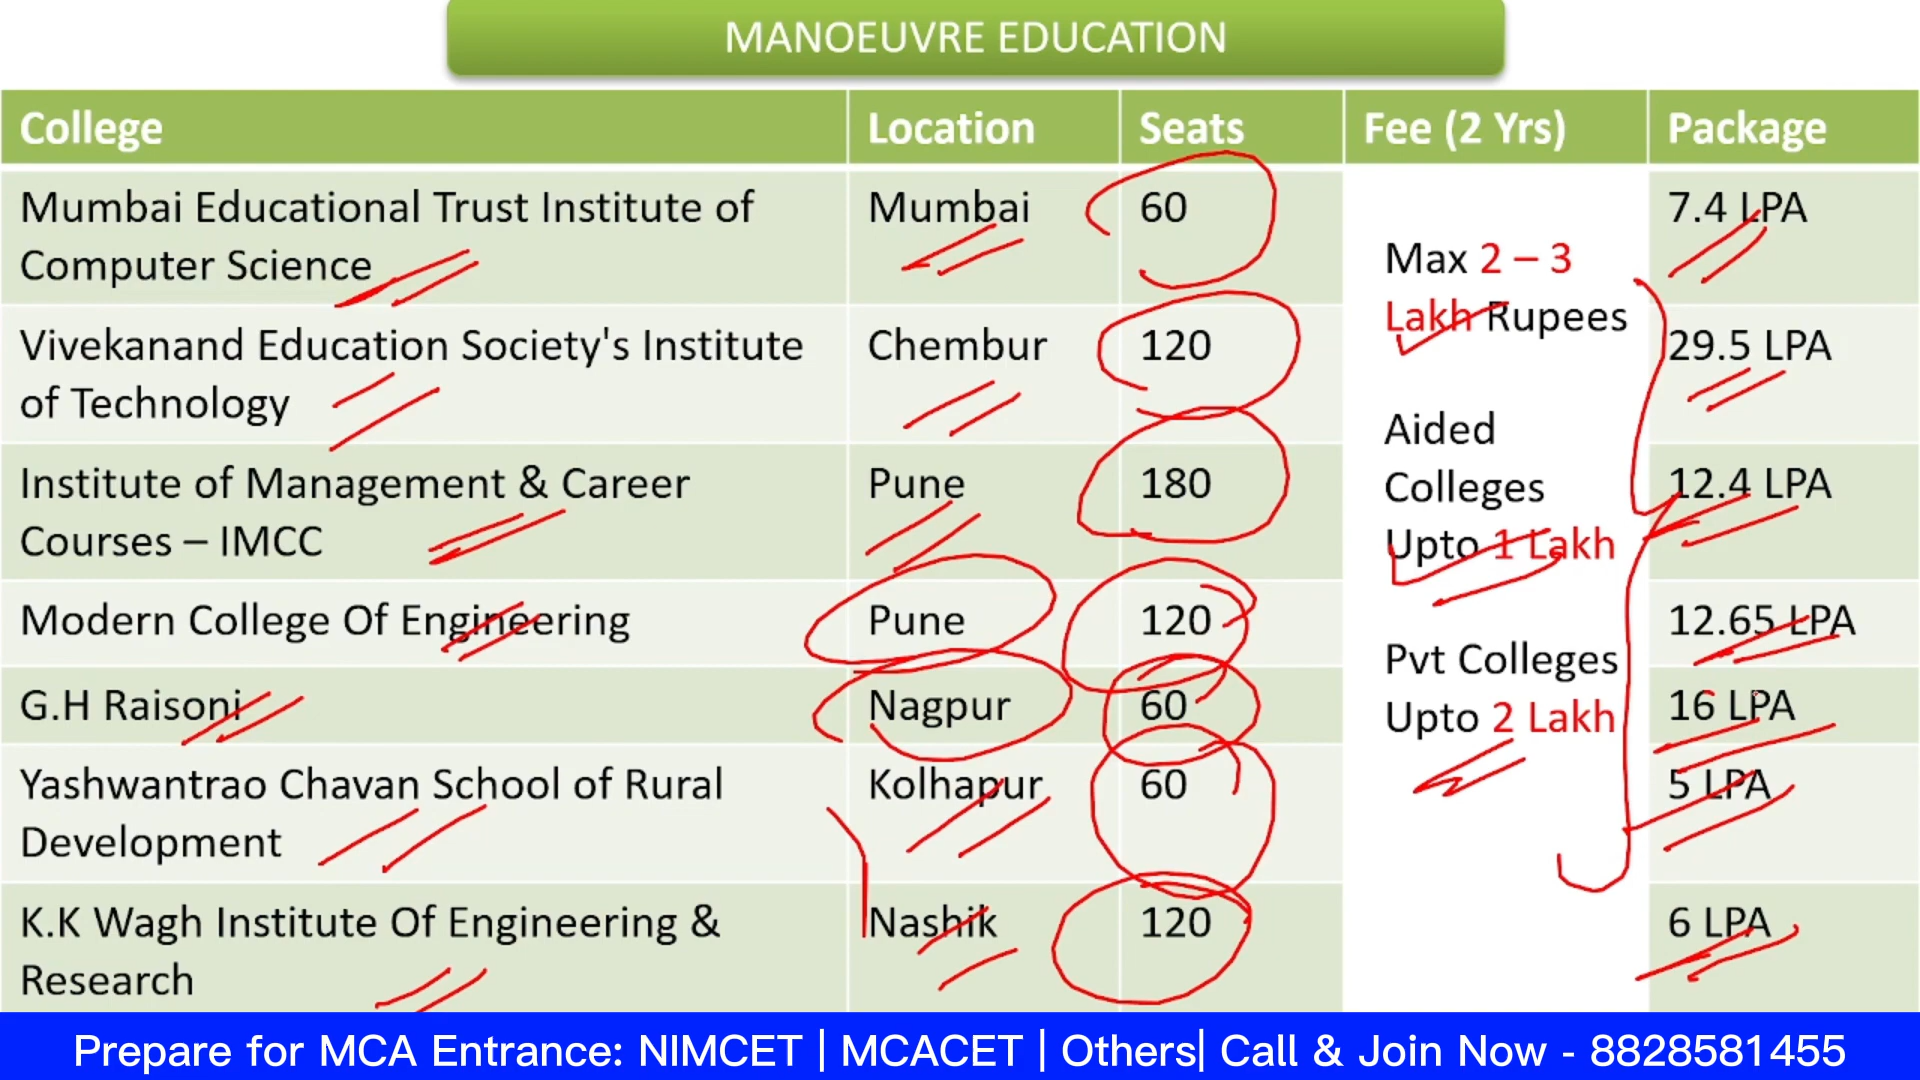 MANOEUVRE EDUCATION
College Location Seats Fee (2 Yrs) Package
Mumbai Educational Trust Institute of
Computer Science
Mumbai
60
7.4 LPA
Vivekanand Education Society's Institute
of Technology
Chembur
120
29.5 LPA
Institute of Management & Career
Courses – IMCC
Pune
180
12.4 LPA
Modern College Of Engineering
Pune
120
12.65 LPA
G.H Raisoni
Nagpur
60
16 LPA
Yashwantrao Chavan School of Rural
Development
Kolhapur
60
5 LPA
K.K Wagh Institute Of Engineering &
Research
Nashik
120
6 LPA
Max 2 – 3
Lakh Rupees
Aided
Colleges
Upto 1 Lakh
Pvt Colleges
Upto 2 Lakh
Prepare for MCA Entrance: NIMCET | MCACET | Others| Call & Join Now - 8828581455